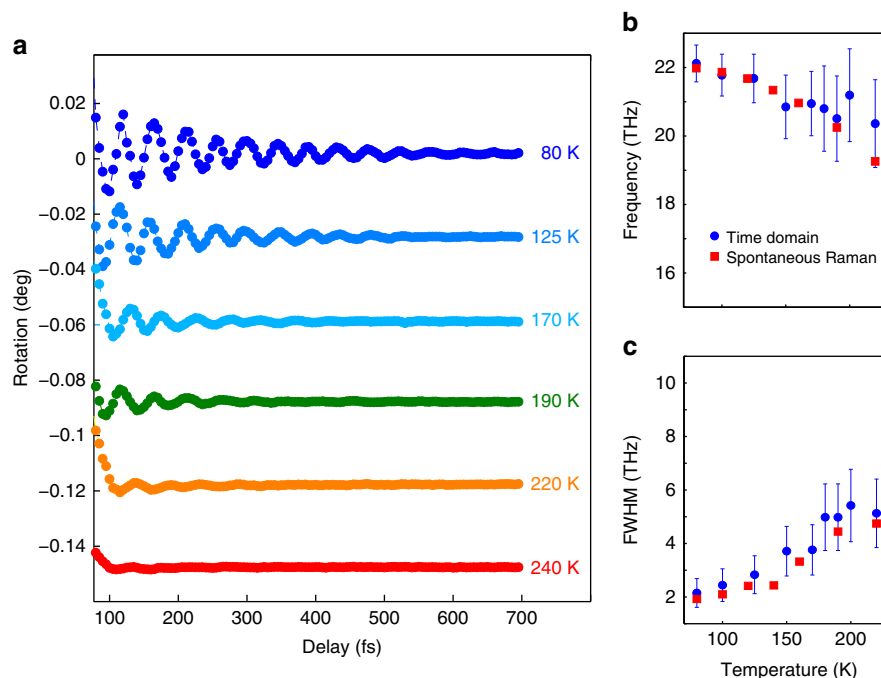 a
0.02
0
−0.02
−0.04
−0.06
−0.08
−0.1
−0.12
−0.14
Rotation (deg)
80 K
125 K
170 K
190 K
220 K
240 K
100 200 300 400 500 600 700
Delay (fs)
b
22
20
18
16
Frequency (THz)
Time domain
Spontaneous Raman
c
10
8
6
4
2
FWHM (THz)
100 150 200
Temperature (K)